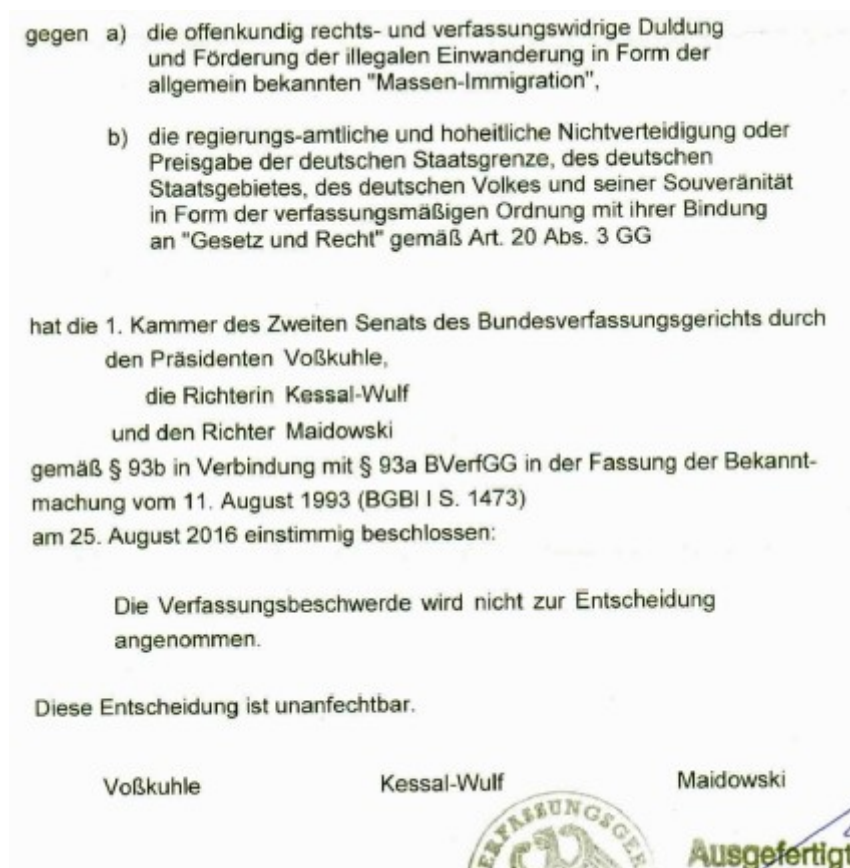 gegen a) die offenkundig rechts- und verfassungswidrige Duldung
und Förderung der illegalen Einwanderung in Form der
allgemein bekannten "Massen-Immigration",
b) die regierungs-amtliche und hoheitliche Nichtverteidigung oder
Preisgabe der deutschen Staatsgrenze, des deutschen
Staatsgebietes, des deutschen Volkes und seiner Souveränität
in Form der verfassungsmäßigen Ordnung mit ihrer Bindung
an "Gesetz und Recht" gemäß Art. 20 Abs. 3 GG
hat die 1. Kammer des Zweiten Senats des Bundesverfassungsgerichts durch
den Präsidenten Voßkuhle,
die Richterin Kessal-Wulf
und den Richter Maidowski
gemäß § 93b in Verbindung mit § 93a BVerfGG in der Fassung der Bekannt-
machung vom 11. August 1993 (BGBl I S. 1473)
am 25. August 2016 einstimmig beschlossen:
Die Verfassungsbeschwerde wird nicht zur Entscheidung
angenommen.
Diese Entscheidung ist unanfechtbar.
Voßkuhle Kessal-Wulf Maidowski
Ausgefertigt